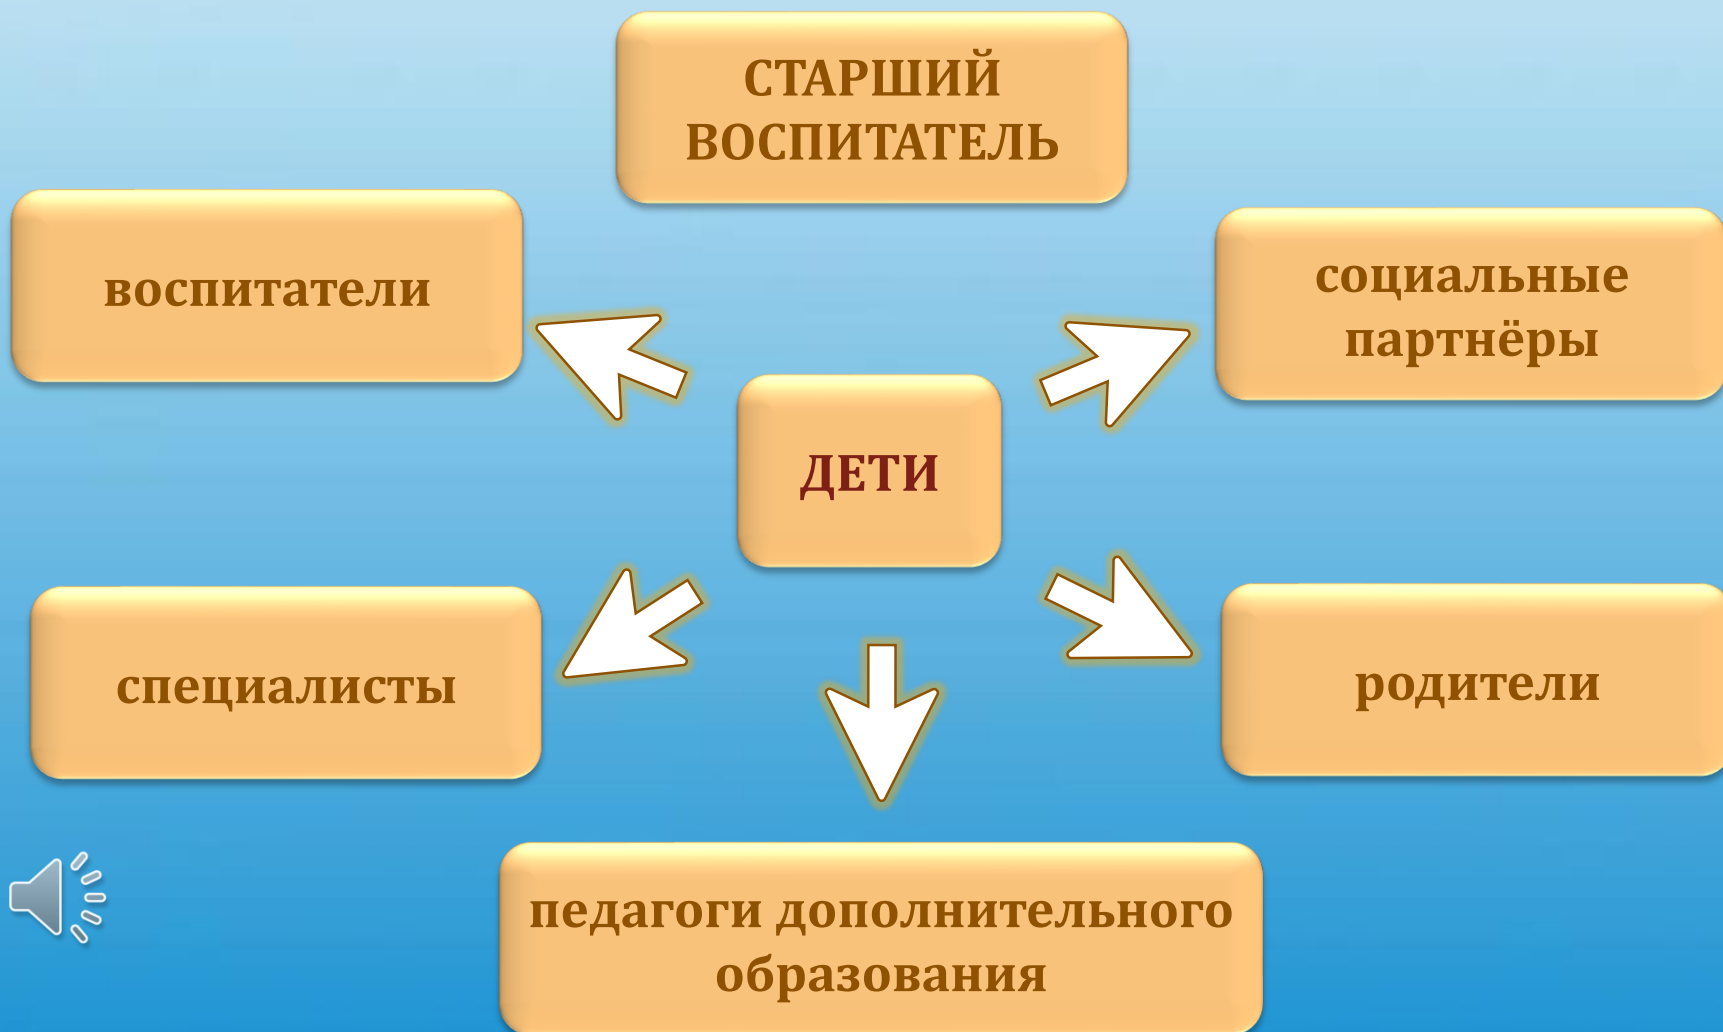 СТАРШИЙ
ВОСПИТАТЕЛЬ
воспитатели
социальные
партнёры
ДЕТИ
специалисты
родители
педагоги дополнительного
образования